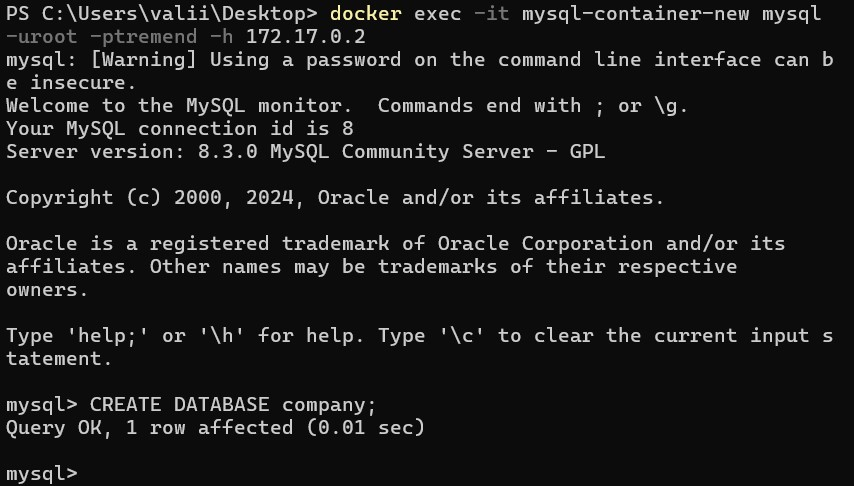 PS C:\Users\valii\Desktop> docker exec -it mysql-container-new mysql
-uroot -ptremend -h 172.17.0.2
mysql: [Warning] Using a password on the command line interface can b
e insecure.
Welcome to the MySQL monitor.  Commands end with ; or \g.
Your MySQL connection id is 8
Server version: 8.3.0 MySQL Community Server - GPL

Copyright (c) 2000, 2024, Oracle and/or its affiliates.

Oracle is a registered trademark of Oracle Corporation and/or its
affiliates. Other names may be trademarks of their respective
owners.

Type 'help;' or '\h' for help. Type '\c' to clear the current input s
tatement.

mysql> CREATE DATABASE company;
Query OK, 1 row affected (0.01 sec)

mysql>